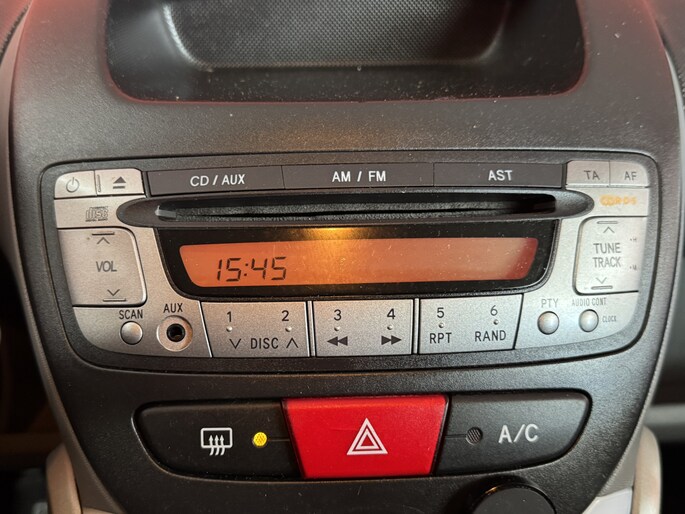 CD / AUX AM / FM AST TA AF
VOL
15:45
TUNE
TRACK
SCAN AUX
1 2 3 4 5 6
DISC RPT RAND
PTY AUDIO CONT.
CLOCK
A/C